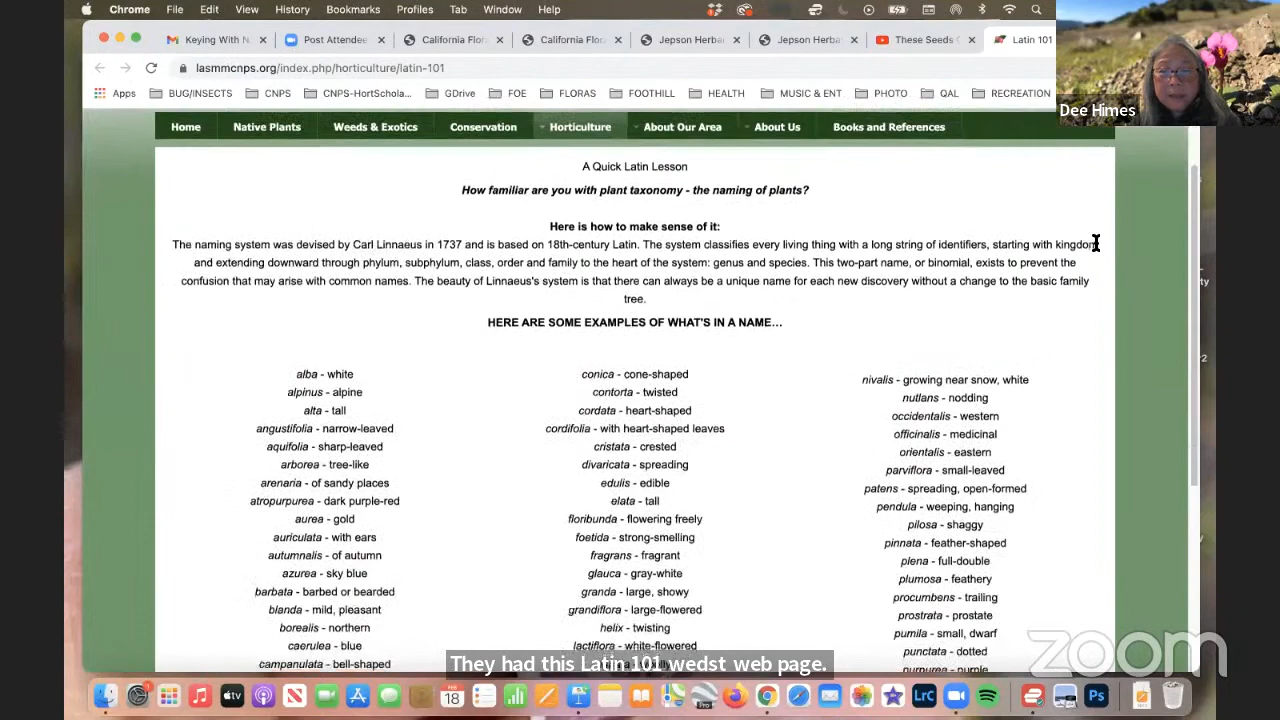 Chrome File Edit View History Bookmarks Profiles Tab Window Help
Keying With N
Post Attendee
California Flor
California Flor
Jepson Herba
Jepson Herba
These Seeds
Latin 101
lasmmcnps.org/index.php/horticulture/latin-101
Apps BUG/INSECTS CNPS CNPS-HortSchola... GDrive FOE FLORAS FOOTHILL HEALTH MUSIC & ENT PHOTO QAL RECREATION
Dee Himes
Home Native Plants Weeds & Exotics Conservation Horticulture About Our Area About Us Books and References
A Quick Latin Lesson
How familiar are you with plant taxonomy - the naming of plants?
Here is how to make sense of it:
The naming system was devised by Carl Linnaeus in 1737 and is based on 18th-century Latin. The system classifies every living thing with a long string of identifiers, starting with kingdom
and extending downward through phylum, subphylum, class, order and family to the heart of the system: genus and species. This two-part name, or binomial, exists to prevent the
confusion that may arise with common names. The beauty of Linnaeus's system is that there can always be a unique name for each new discovery without a change to the basic family
tree.
HERE ARE SOME EXAMPLES OF WHAT'S IN A NAME...
alba - white
alpinus - alpine
alta - tall
angustifolia - narrow-leaved
aquifolia - sharp-leaved
arborea - tree-like
arenaria - of sandy places
atropurpurea - dark purple-red
aurea - gold
auriculata - with ears
autumnalis - of autumn
azurea - sky blue
barbata - barbed or bearded
blanda - mild, pleasant
borealis - northern
caerulea - blue
campanulata - bell-shaped
conica - cone-shaped
contorta - twisted
cordata - heart-shaped
cordifolia - with heart-shaped leaves
cristata - crested
divaricata - spreading
edulis - edible
elata - tall
floribunda - flowering freely
foetida - strong-smelling
fragrans - fragrant
glauca - gray-white
granda - large, showy
grandiflora - large-flowered
helix - twisting
lactiflora - white-flowered
nivalis - growing near snow, white
nutlans - nodding
occidentalis - western
officinalis - medicinal
orientalis - eastern
parviflora - small-leaved
patens - spreading, open-formed
pendula - weeping, hanging
pilosa - shaggy
pinnata - feather-shaped
plena - full-double
plumosa - feathery
procumbens - trailing
prostrata - prostate
pumila - small, dwarf
punctata - dotted
purpurea - purple
They had this Latin 101 wedst web page.
zoom
FEB
18
tv
Pro
LrC
Ps